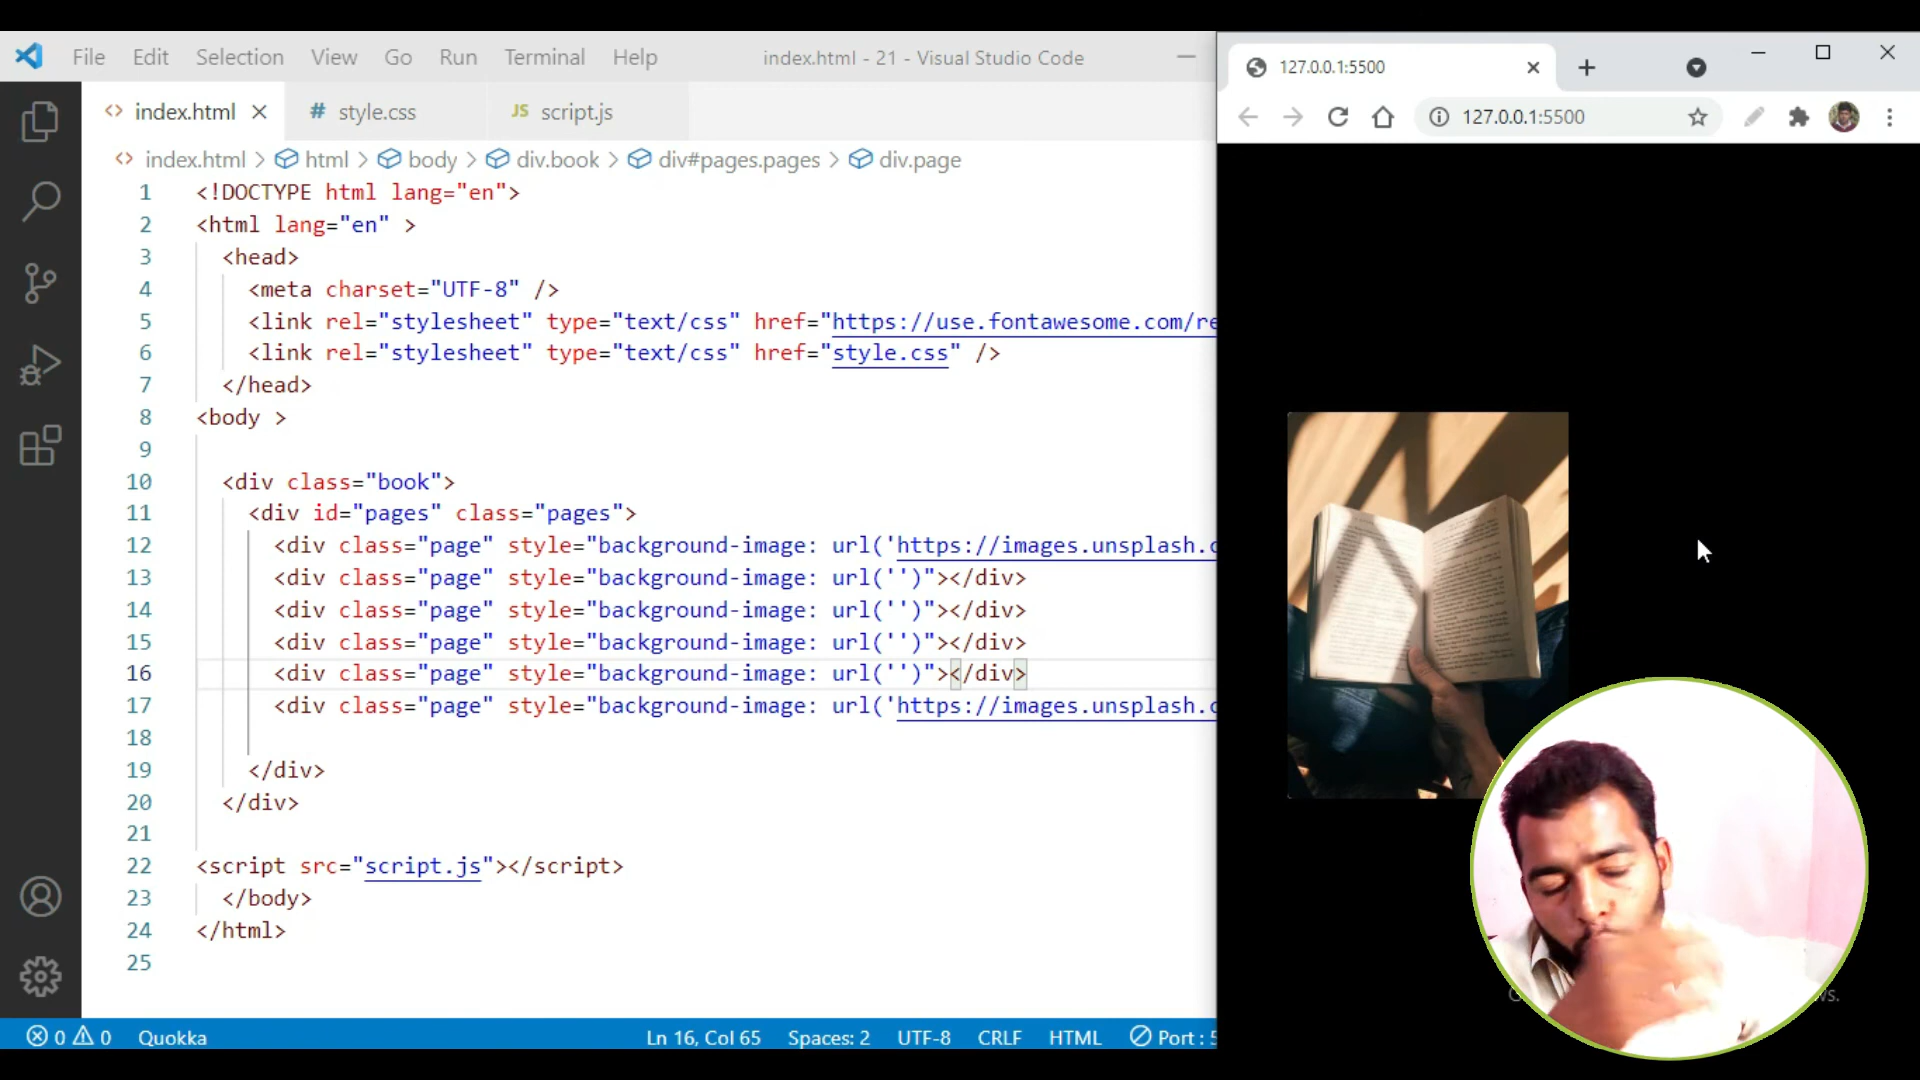 File Edit Selection View Go Run Terminal Help index.html - 21 - Visual Studio Code
127.0.0.1:5500
<> index.html # style.css JS script.js
127.0.0.1:5500
<> index.html > html > body > div.book > div#pages.pages > div.page
1 <!DOCTYPE html lang="en">
2 <html lang="en" >
3 <head>
4 <meta charset="UTF-8" />
5 <link rel="stylesheet" type="text/css" href="https://use.fontawesome.com/re
6 <link rel="stylesheet" type="text/css" href="style.css" />
7 </head>
8 <body >
9
10 <div class="book">
11 <div id="pages" class="pages">
12 <div class="page" style="background-image: url('https://images.unsplash.c
13 <div class="page" style="background-image: url('')"></div>
14 <div class="page" style="background-image: url('')"></div>
15 <div class="page" style="background-image: url('')"></div>
16 <div class="page" style="background-image: url('')"></div>
17 <div class="page" style="background-image: url('https://images.unsplash.c
18
19 </div>
20 </div>
21
22 <script src="script.js"></script>
23 </body>
24 </html>
25
0 0 Quokka Ln 16, Col 65 Spaces: 2 UTF-8 CRLF HTML Port : 5